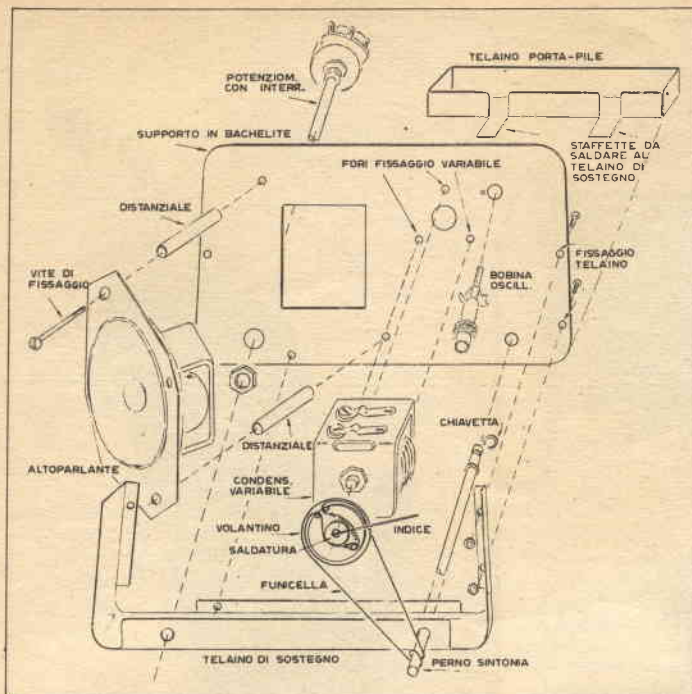 POTENZIOM.
CON INTERR.
TELAINO PORTA-PILE
STAFFETTE DA
SALDARE AL
TELAINO DI
SOSTEGNO
SUPPORTO IN BACHELITE
FORI FISSAGGIO VARIABILE
DISTANZIALE
FISSAGGIO
TELAINO
VITE DI
FISSAGGIO
BOBINA
OSCILL.
CHIAVETTA
DISTANZIALE
ALTOPARLANTE
CONDENS.
VARIABILE
VOLANTINO
INDICE
SALDATURA
FUNICELLA
TELAINO DI SOSTEGNO
PERNO SINTONIA